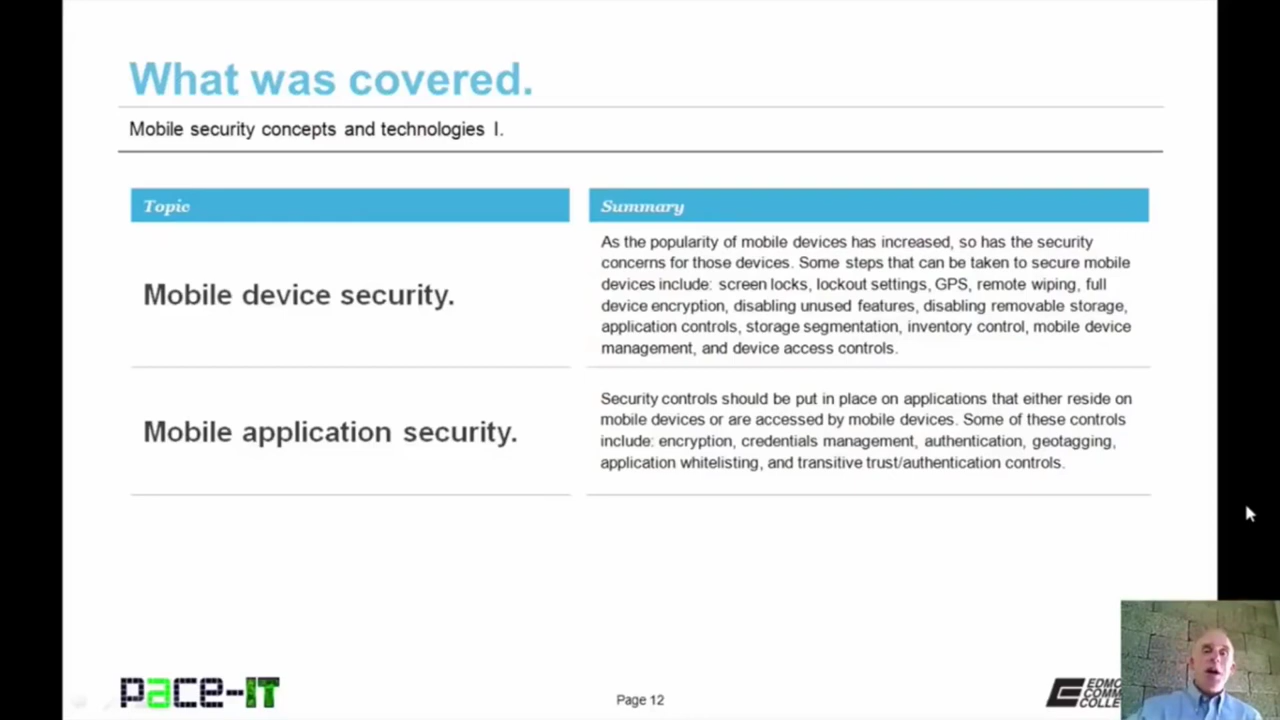 What was covered.
Mobile security concepts and technologies I.
Topic
Summary
Mobile device security.
As the popularity of mobile devices has increased, so has the security
concerns for those devices. Some steps that can be taken to secure mobile
devices include: screen locks, lockout settings, GPS, remote wiping, full
device encryption, disabling unused features, disabling removable storage,
application controls, storage segmentation, inventory control, mobile device
management, and device access controls.
Mobile application security.
Security controls should be put in place on applications that either reside on
mobile devices or are accessed by mobile devices. Some of these controls
include: encryption, credentials management, authentication, geotagging,
application whitelisting, and transitive trust/authentication controls.
pace-IT
Page 12